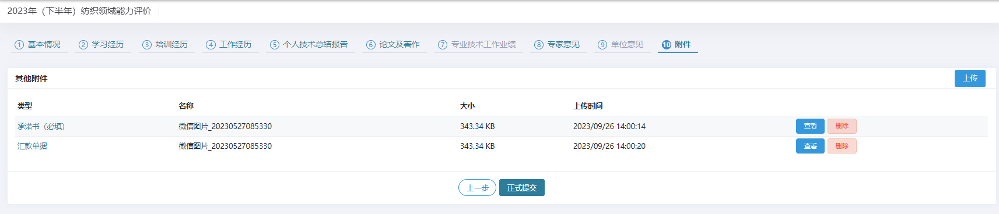 2023年（下半年）纺织领域能力评价
1 基本情况 2 学习经历 3 培训经历 4 工作经历 5 个人技术总结报告 6 论文及著作 7 专业技术工作业绩 8 专家意见 9 单位意见 10 附件
其他附件 上传
类型 名称 大小 上传时间
承诺书（必填） 微信图片_20230527085330 343.34 KB 2023/09/26 14:00:14 查看 删除
汇款单据 微信图片_20230527085330 343.34 KB 2023/09/26 14:00:20 查看 删除
上一步 正式提交